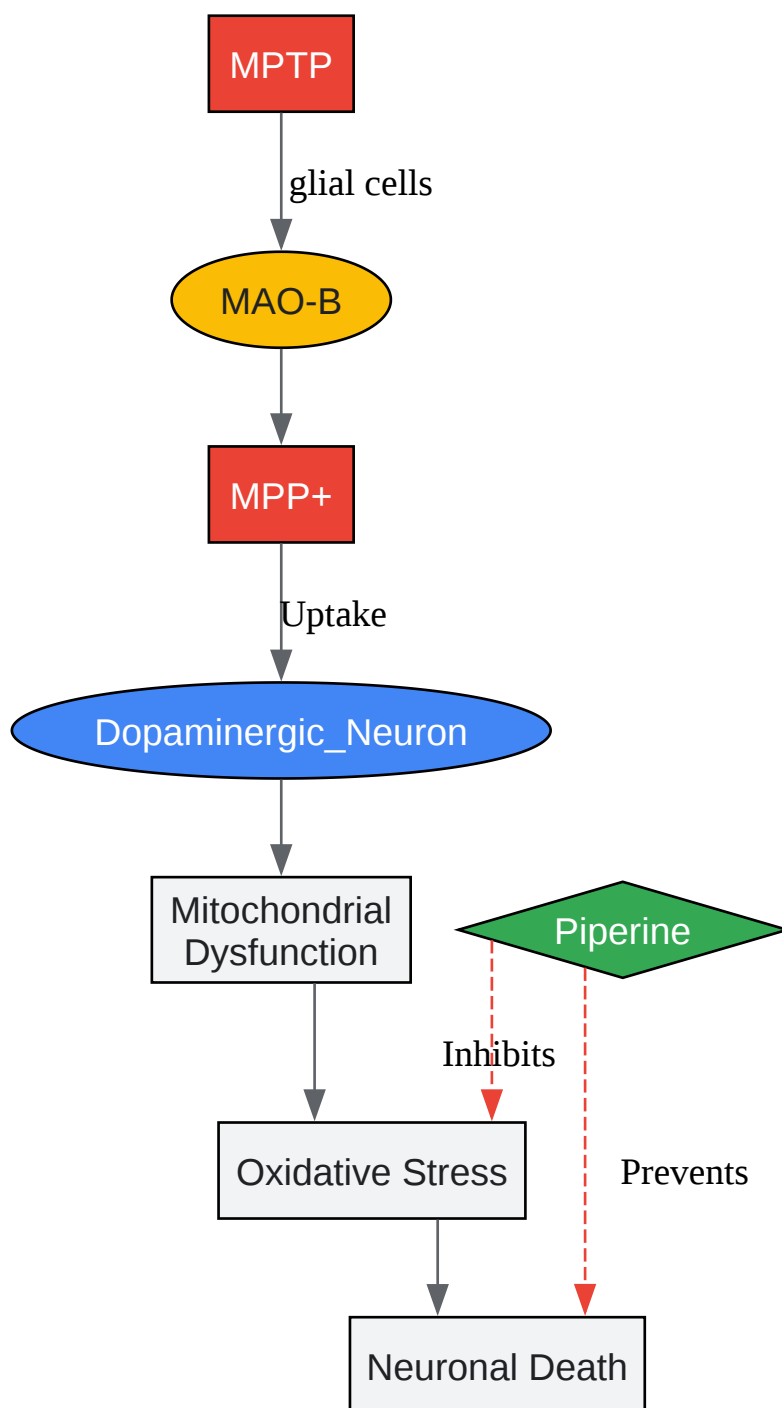 MPTP
glial cells
MAO-B
MPP+
Uptake
Dopaminergic_Neuron
Mitochondrial
Dysfunction
Piperine
Inhibits
Oxidative Stress
Prevents
Neuronal Death